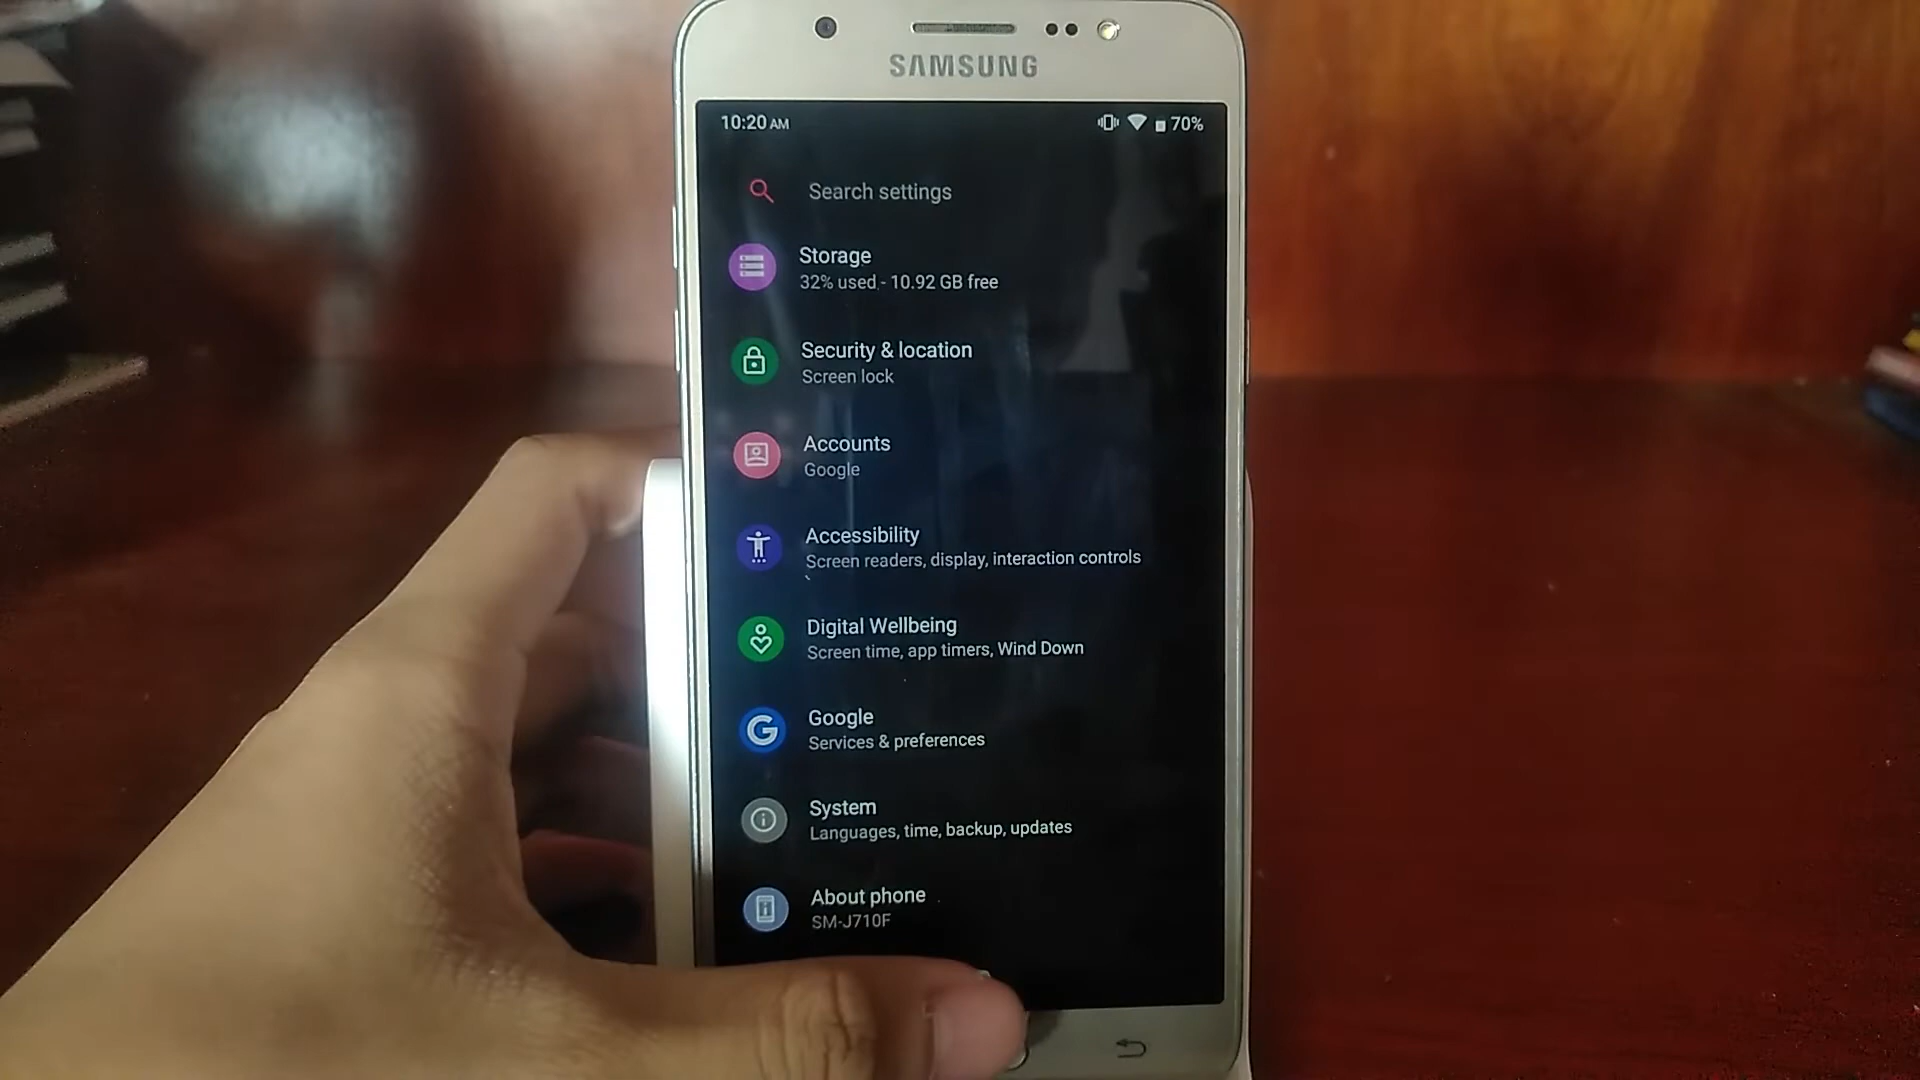 SAMSUNG
10:20 AM
70%
Search settings
Storage
32% used - 10.92 GB free
Security & location
Screen lock
Accounts
Google
Accessibility
Screen readers, display, interaction controls
Digital Wellbeing
Screen time, app timers, Wind Down
Google
Services & preferences
System
Languages, time, backup, updates
About phone
SM-J710F